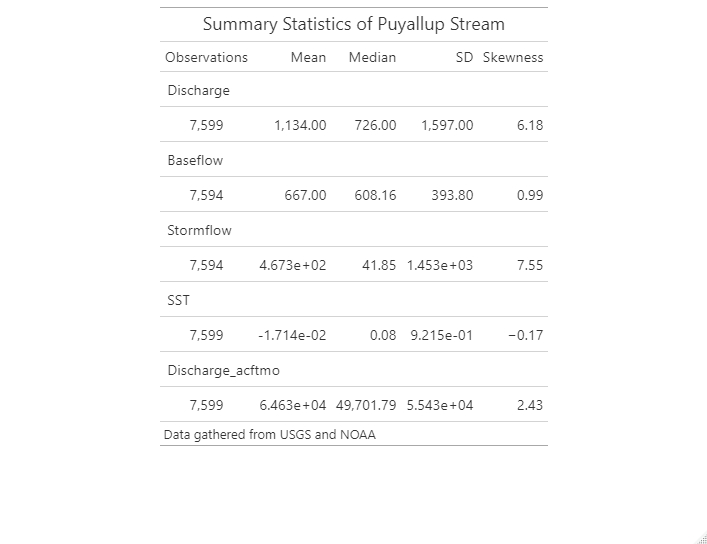 Summary Statistics of Puyallup Stream
Observations Mean Median SD Skewness
Discharge
7,599 1,134.00 726.00 1,597.00 6.18
Baseflow
7,594 667.00 608.16 393.80 0.99
Stormflow
7,594 4.673e+02 41.85 1.453e+03 7.55
SST
7,599 -1.714e-02 0.08 9.215e-01 −0.17
Discharge_acftmo
7,599 6.463e+04 49,701.79 5.543e+04 2.43
Data gathered from USGS and NOAA